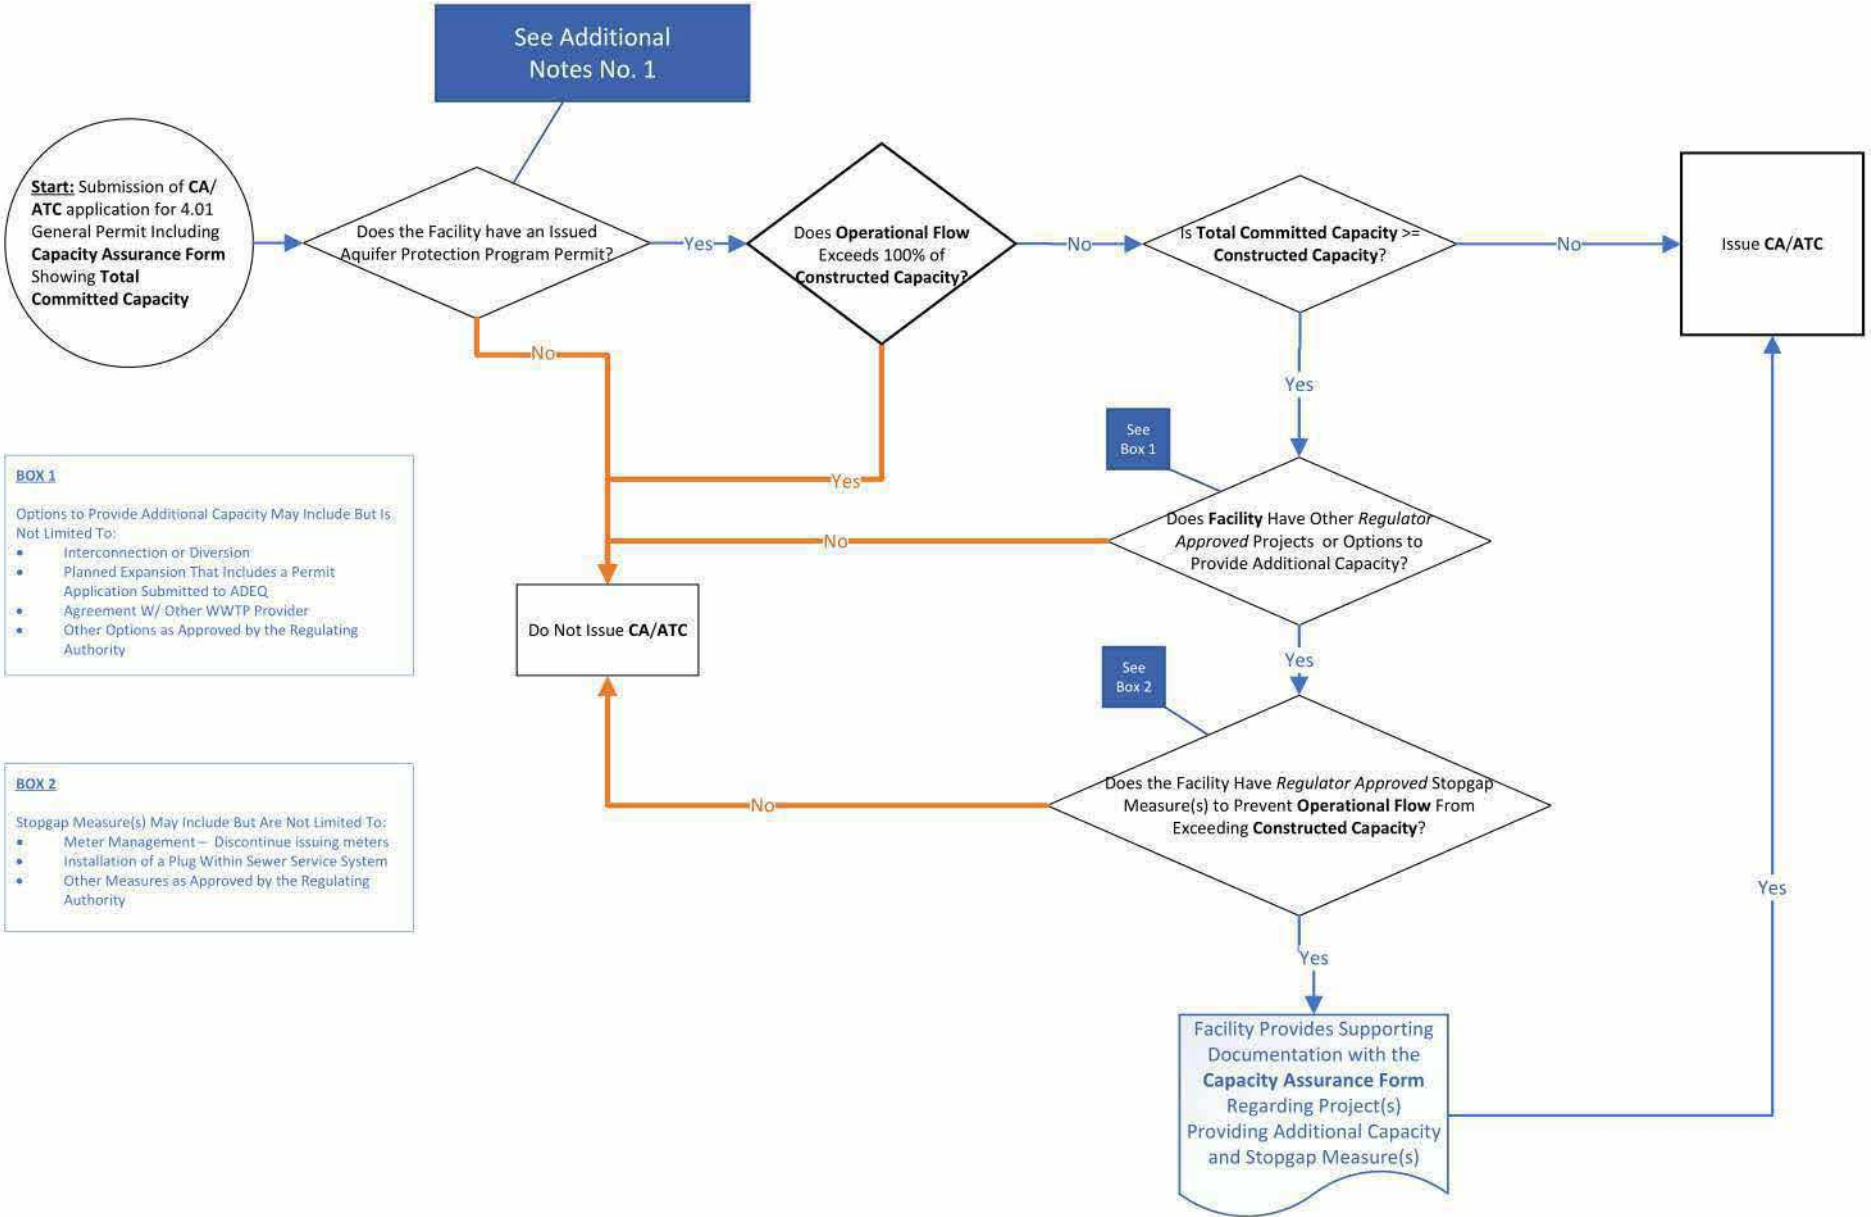 See Additional
Notes No. 1
Start: Submission of CA/
ATC application for 4.01
General Permit Including
Capacity Assurance Form
Showing Total
Committed Capacity
Does the Facility have an Issued
Aquifer Protection Program Permit?
Yes
Does Operational Flow
Exceeds 100% of
Constructed Capacity?
No
Is Total Committed Capacity >=
Constructed Capacity?
No
Issue CA/ATC
No
Yes
Yes
See
Box 1
Does Facility Have Other Regulator
Approved Projects or Options to
Provide Additional Capacity?
No
Do Not Issue CA/ATC
Yes
See
Box 2
Does the Facility Have Regulator Approved Stopgap
Measure(s) to Prevent Operational Flow From
Exceeding Constructed Capacity?
No
Yes
Facility Provides Supporting
Documentation with the
Capacity Assurance Form
Regarding Project(s)
Providing Additional Capacity
and Stopgap Measure(s)
Yes
BOX 1
Options to Provide Additional Capacity May Include But Is
Not Limited To:
• Interconnection or Diversion
• Planned Expansion That Includes a Permit
Application Submitted to ADEQ
• Agreement W/ Other WWTP Provider
• Other Options as Approved by the Regulating
Authority
BOX 2
Stopgap Measure(s) May Include But Are Not Limited To:
• Meter Management – Discontinue issuing meters
• Installation of a Plug Within Sewer Service System
• Other Measures as Approved by the Regulating
Authority